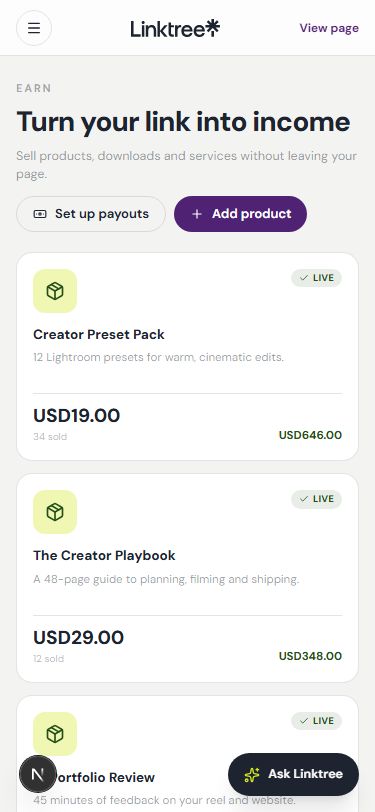 Linktree
View page
EARN
Turn your link into income
Sell products, downloads and services without leaving your
page.
Set up payouts
Add product
LIVE
Creator Preset Pack
12 Lightroom presets for warm, cinematic edits.
USD19.00
34 sold
USD646.00
LIVE
The Creator Playbook
A 48-page guide to planning, filming and shipping.
USD29.00
12 sold
USD348.00
LIVE
ortfolio Review
45 minutes of feedback on your reel and website.
N
Ask Linktree